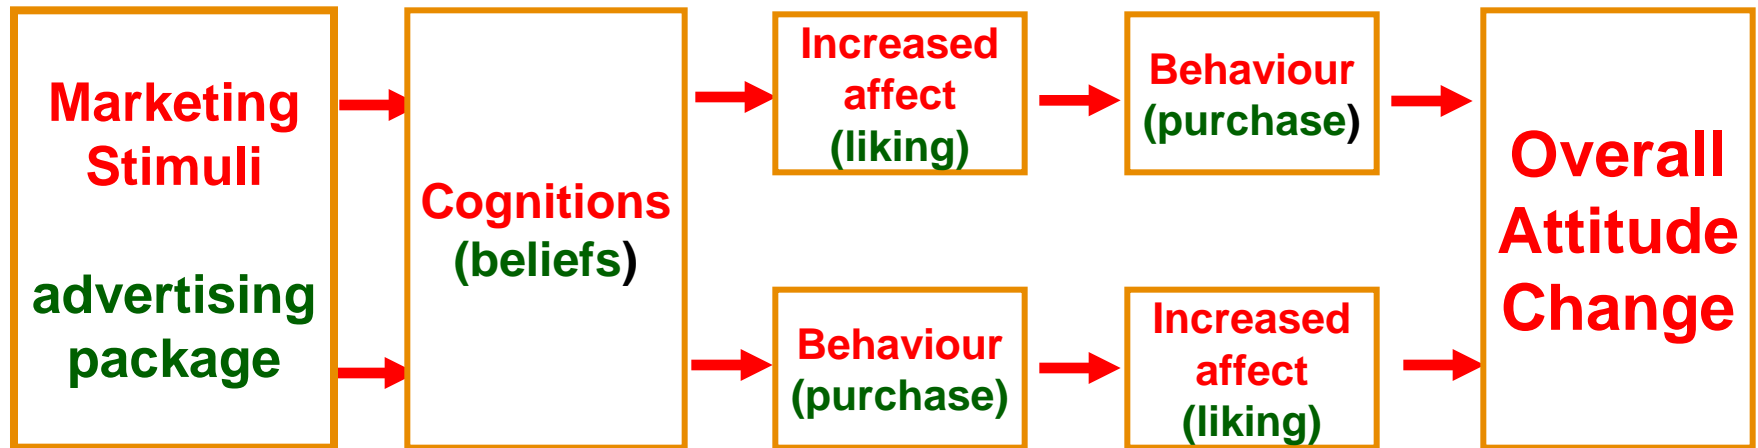 Marketing
Stimuli
advertising
package
Cognitions
(beliefs)
Increased
affect
(liking)
Behaviour
(purchase)
Behaviour
(purchase)
Increased
affect
(liking)
Overall
Attitude
Change